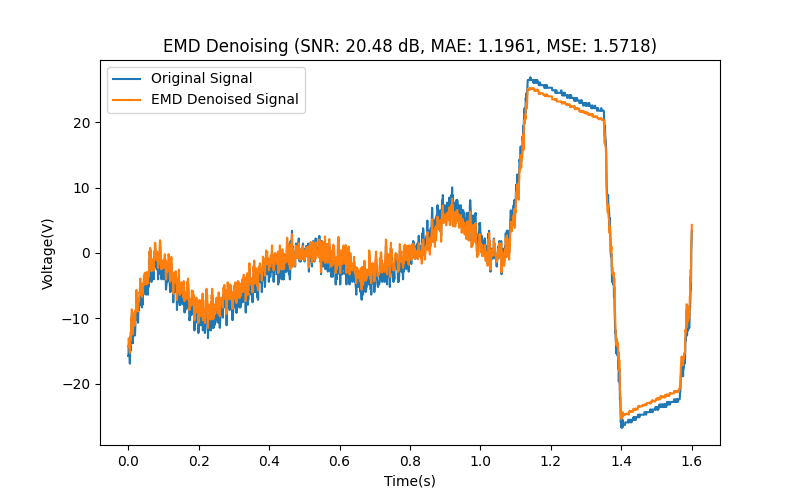 EMD Denoising (SNR: 20.48 dB, MAE: 1.1961, MSE: 1.5718)
Original Signal
EMD Denoised Signal
Voltage(V)
20
10
0
−10
−20
0.0 0.2 0.4 0.6 0.8 1.0 1.2 1.4 1.6
Time(s)